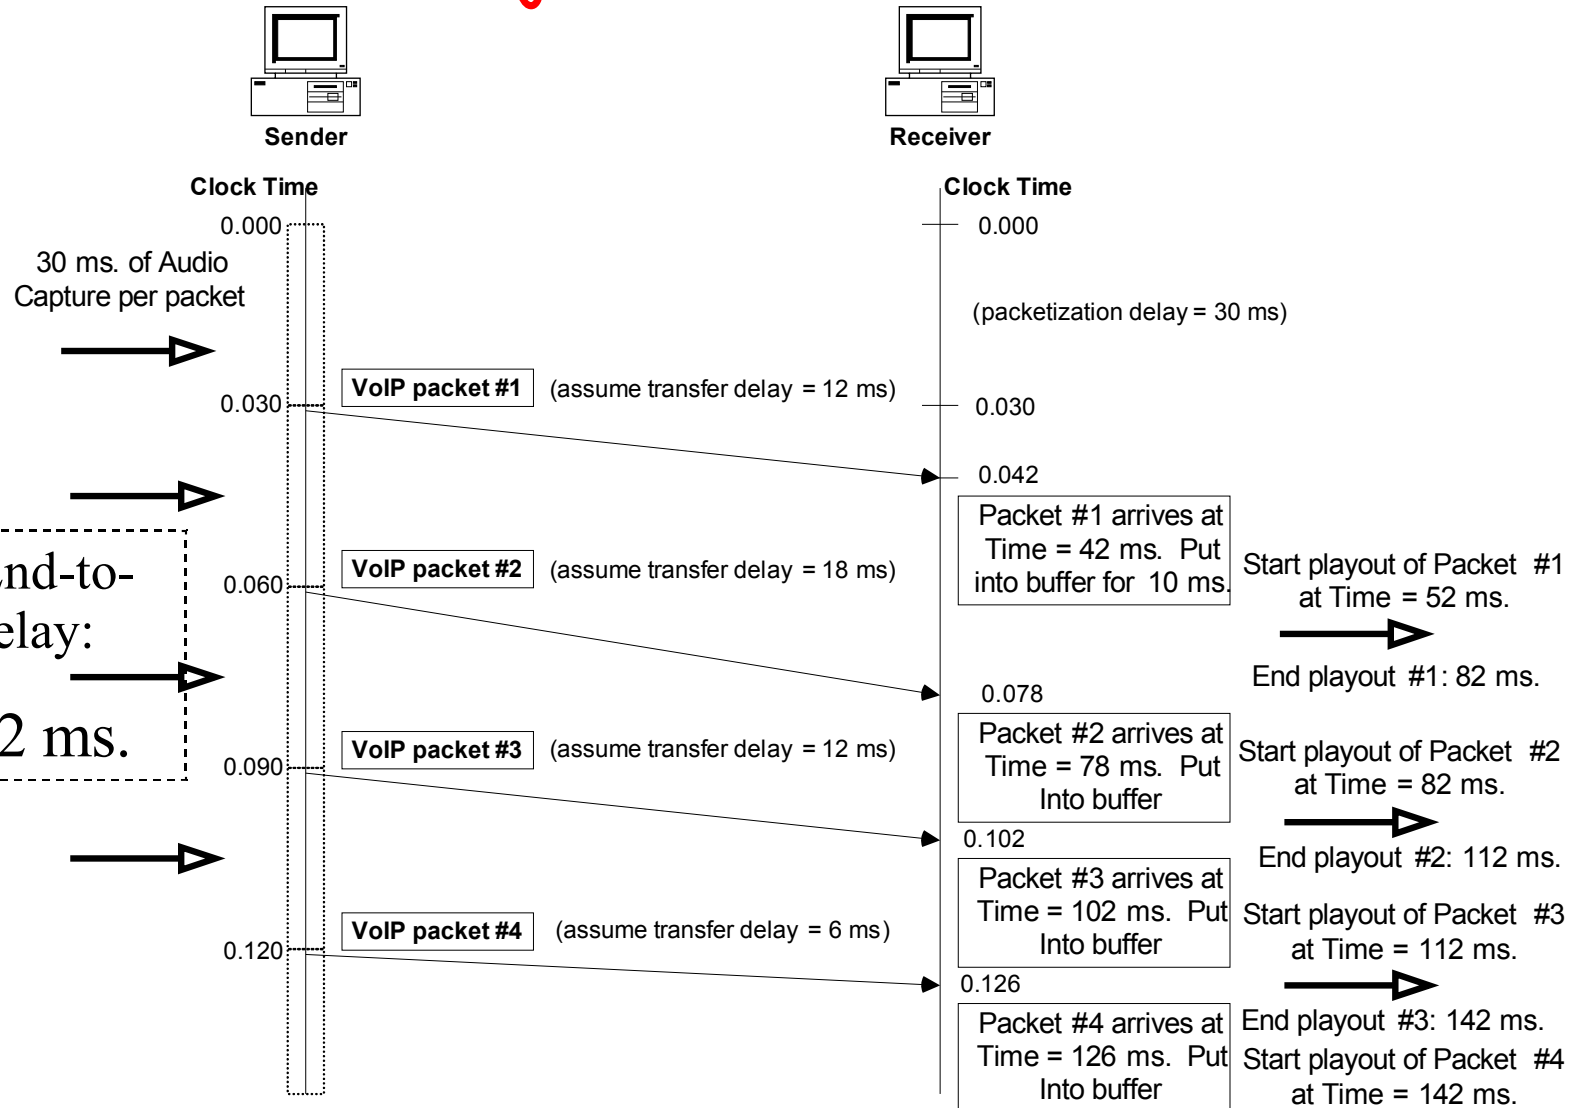 Sender
Receiver
Clock Time
Clock Time
0.000
0.000
30 ms. of Audio
Capture per packet
(packetization delay = 30 ms)
VoIP packet #1
(assume transfer delay = 12 ms)
0.030
0.030
0.042
Packet #1 arrives at
Time = 42 ms. Put
into buffer for 10 ms.
Start playout of Packet #1
at Time = 52 ms.
End playout #1: 82 ms.
nd-to-
elay:
2 ms.
VoIP packet #2
(assume transfer delay = 18 ms)
0.060
0.078
Packet #2 arrives at
Time = 78 ms. Put
Into buffer
Start playout of Packet #2
at Time = 82 ms.
End playout #2: 112 ms.
VoIP packet #3
(assume transfer delay = 12 ms)
0.090
0.102
Packet #3 arrives at
Time = 102 ms. Put
Into buffer
Start playout of Packet #3
at Time = 112 ms.
End playout #3: 142 ms.
VoIP packet #4
(assume transfer delay = 6 ms)
0.120
0.126
Packet #4 arrives at
Time = 126 ms. Put
Into buffer
Start playout of Packet #4
at Time = 142 ms.